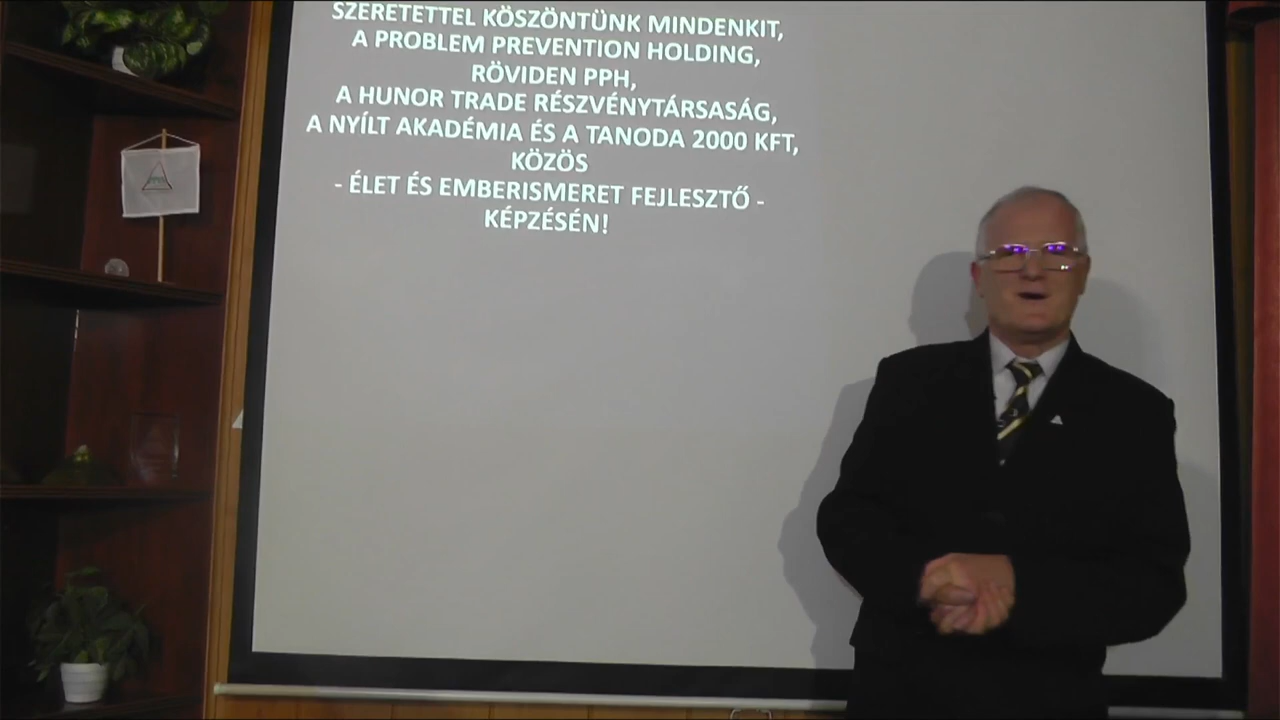 SZERETETTEL KÖSZÖNTÜNK MINDENKIT,
A PROBLEM PREVENTION HOLDING,
RÖVIDEN PPH,
A HUNOR TRADE RÉSZVÉNYTÁRSASÁG,
A NYÍLT AKADÉMIA ÉS A TANODA 2000 KFT,
KÖZÖS
- ÉLET ÉS EMBERISMERET FEJLESZTŐ -
KÉPZÉSÉN!